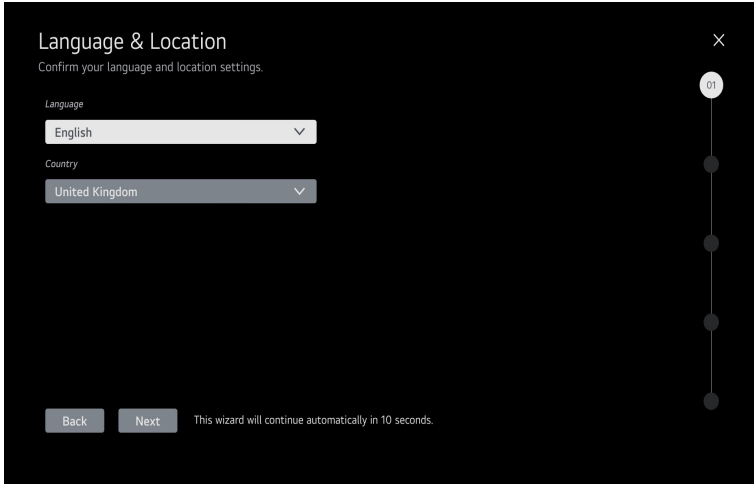 Language & Location
Confirm your language and location settings.
01
Language
English
Country
United Kingdom
Back
Next
This wizard will continue automatically in 10 seconds.